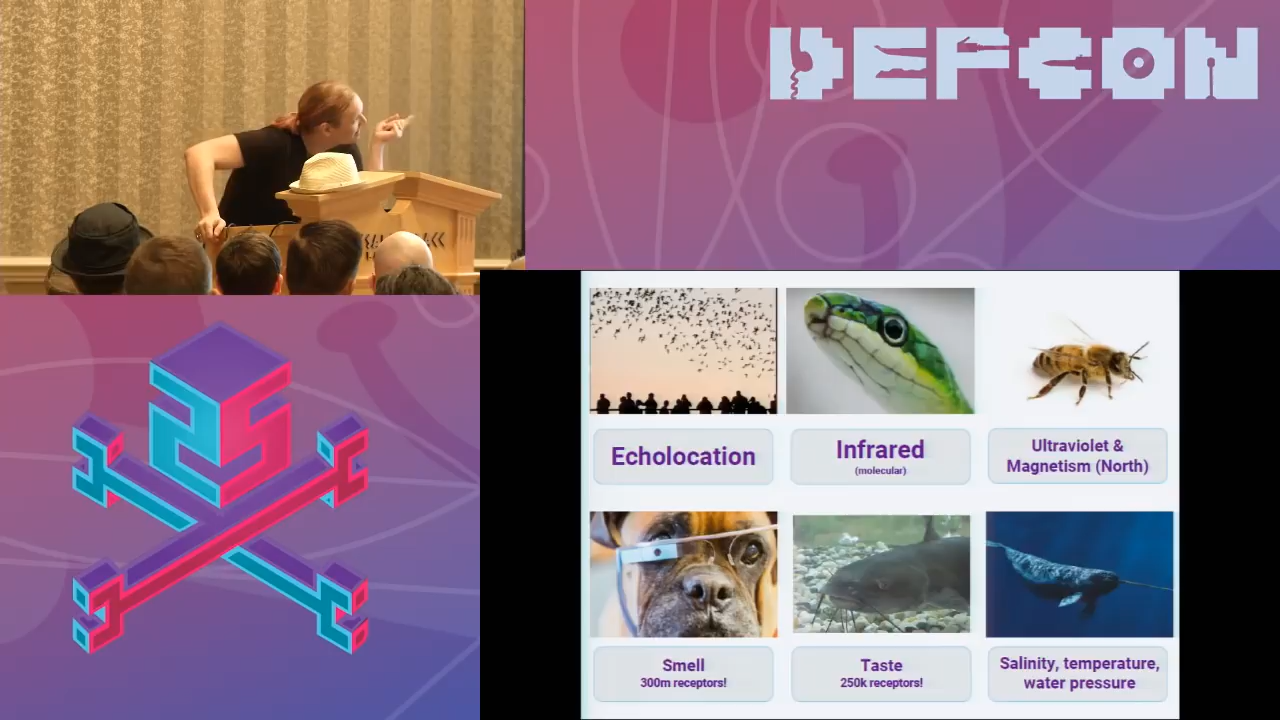 DEFCON
Echolocation
Infrared
(molecular)
Ultraviolet &
Magnetism (North)
Smell
300m receptors!
Taste
250k receptors!
Salinity, temperature,
water pressure